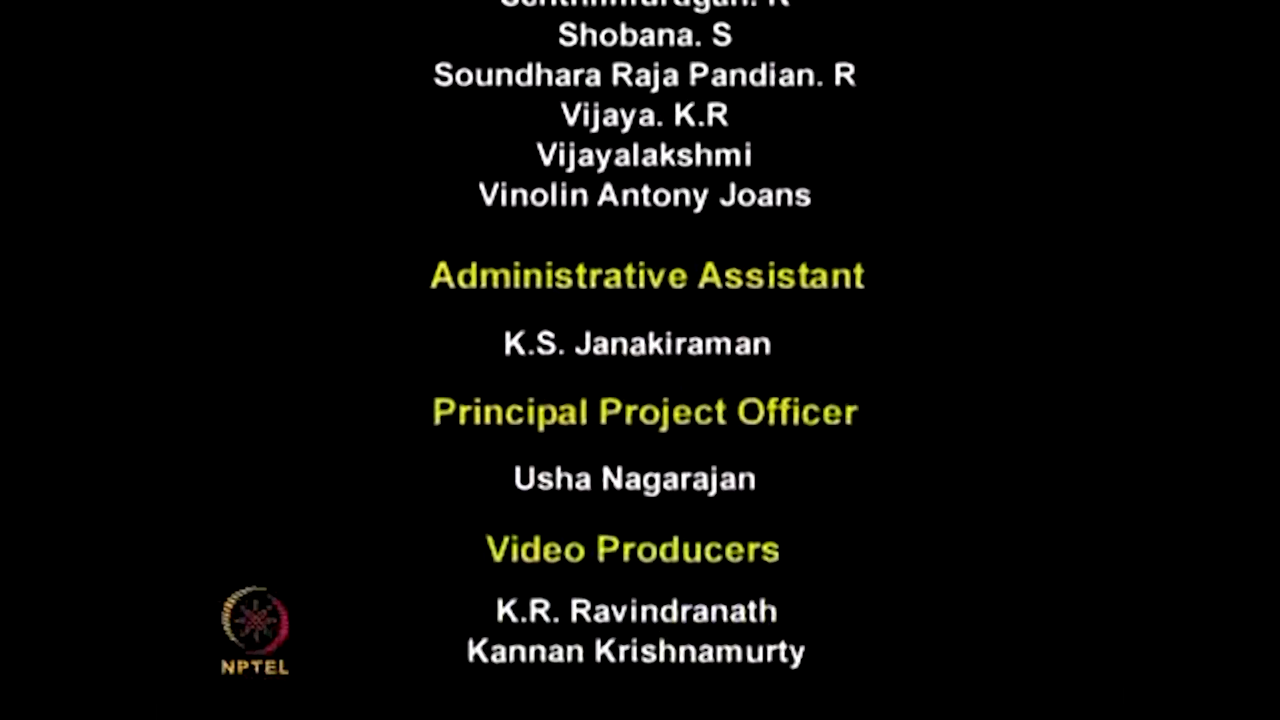 Shobana. S
Soundhara Raja Pandian. R
Vijaya. K.R
Vijayalakshmi
Vinolin Antony Joans
Administrative Assistant
K.S. Janakiraman
Principal Project Officer
Usha Nagarajan
Video Producers
K.R. Ravindranath
Kannan Krishnamurty
NPTEL